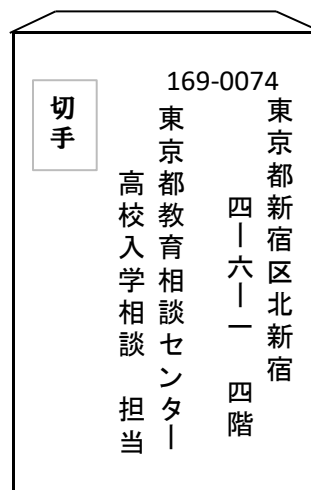 169-0074
東京都新宿区北新宿
四ー六ー一　四階
東京都教育相談センター
高校入学相談　担当
切手